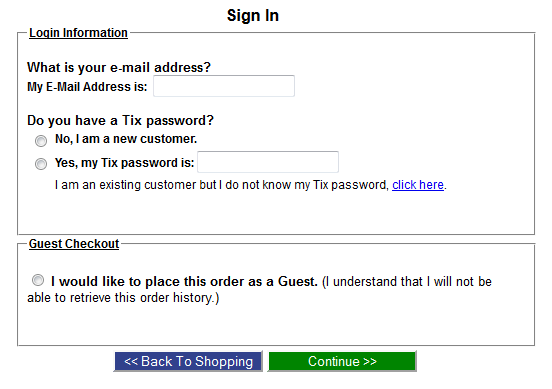 Sign In
Login Information
What is your e-mail address?
My E-Mail Address is:
Do you have a Tix password?
No, I am a new customer.
Yes, my Tix password is:
I am an existing customer but I do not know my Tix password, click here.
Guest Checkout
I would like to place this order as a Guest. (I understand that I will not be
able to retrieve this order history.)
<< Back To Shopping
Continue >>